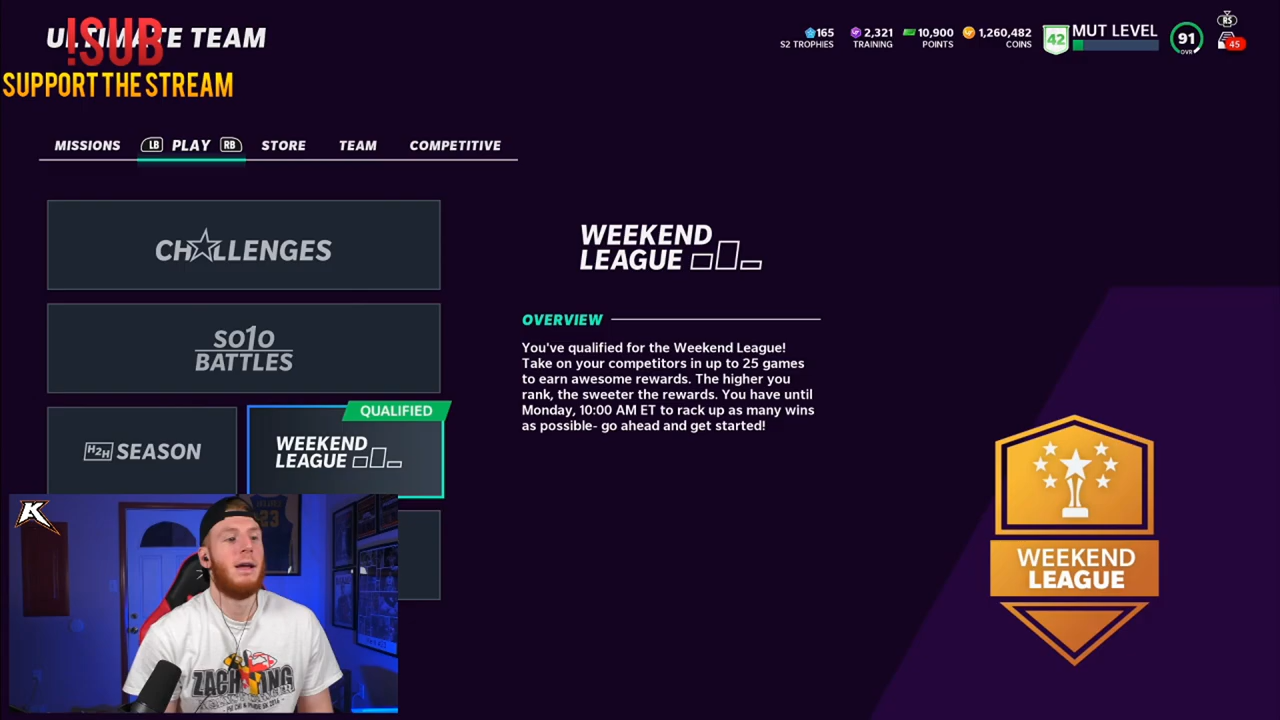 ULTIMATE TEAM
!SUB
SUPPORT THE STREAM
165
S2 TROPHIES
2,321
TRAINING
10,900
POINTS
1,260,482
COINS
42
MUT LEVEL
91
OVR
RS
45
MISSIONS
LB PLAY RB
STORE
TEAM
COMPETITIVE
CHALLENGES
SOLO
BATTLES
H2H SEASON
QUALIFIED
WEEKEND
LEAGUE
WEEKEND
LEAGUE
OVERVIEW
You've qualified for the Weekend League!
Take on your competitors in up to 25 games
to earn awesome rewards. The higher you
rank, the sweeter the rewards. You have until
Monday, 10:00 AM ET to rack up as many wins
as possible- go ahead and get started!
WEEKEND
LEAGUE
K
23